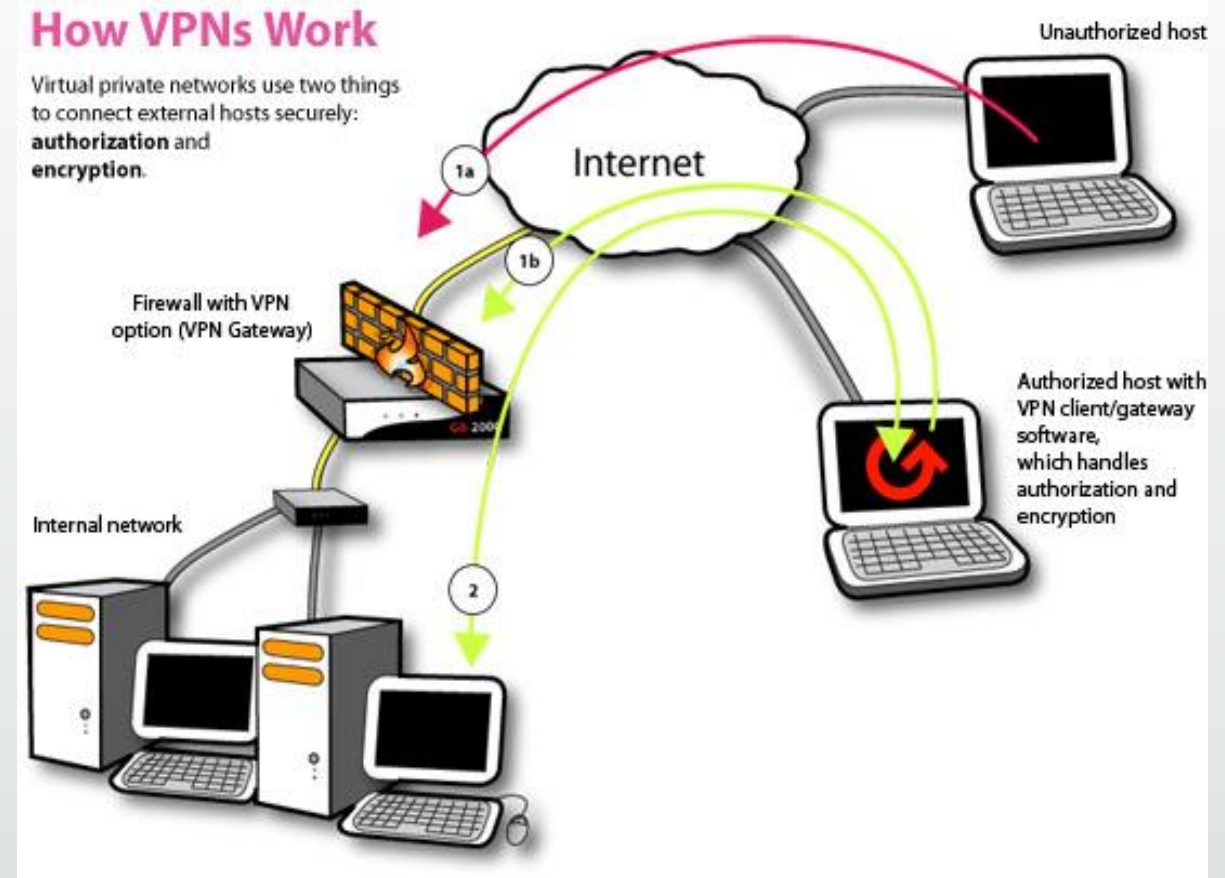 How VPNs Work
Virtual private networks use two things
to connect external hosts securely:
authorization and
encryption.
Unauthorized host
Internet
1a
1b
Firewall with VPN
option (VPN Gateway)
GB-2000
Authorized host with
VPN client/gateway
software,
which handles
authorization and
encryption
Internal network
2